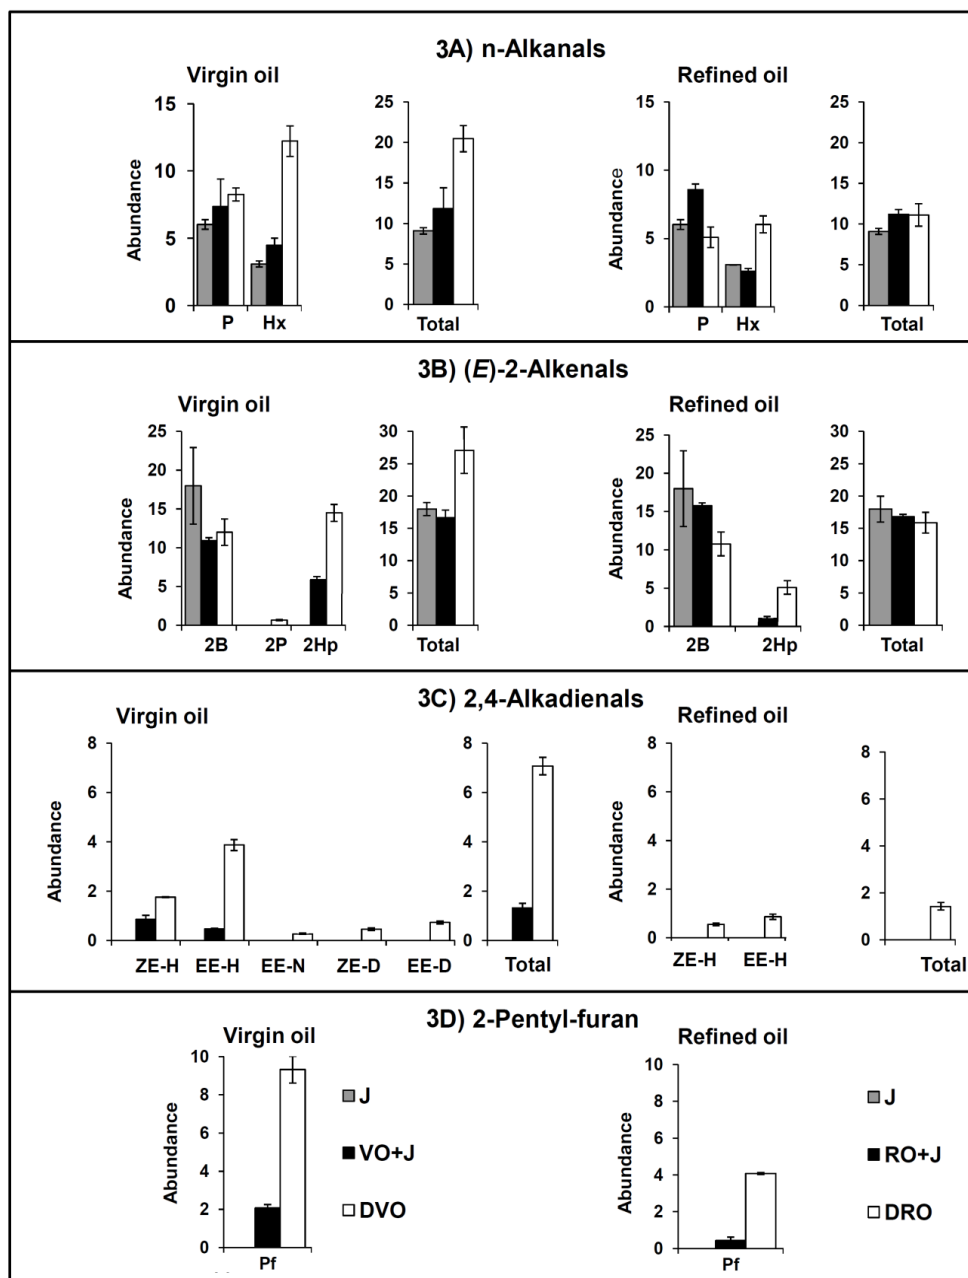 3A) n-Alkanals
Virgin oil
Refined oil
Abundance
15
10
5
0
P Hx
25
20
15
10
5
0
Total
Abundance
15
10
5
0
P Hx
25
20
15
10
5
0
Total
3B) (E)-2-Alkenals
Virgin oil
Refined oil
Abundance
25
20
15
10
5
0
2B 2P 2Hp
30
25
20
15
10
5
0
Total
Abundance
25
20
15
10
5
0
2B 2Hp
30
25
20
15
10
5
0
Total
3C) 2,4-Alkadienals
Virgin oil
Refined oil
Abundance
8
6
4
2
0
ZE-H EE-H EE-N ZE-D EE-D
8
6
4
2
0
Total
Abundance
8
6
4
2
0
ZE-H EE-H
8
6
4
2
0
Total
3D) 2-Pentyl-furan
Virgin oil
Refined oil
Abundance
10
8
6
4
2
0
Pf
J
VO+J
DVO
Abundance
10
8
6
4
2
0
Pf
J
RO+J
DRO